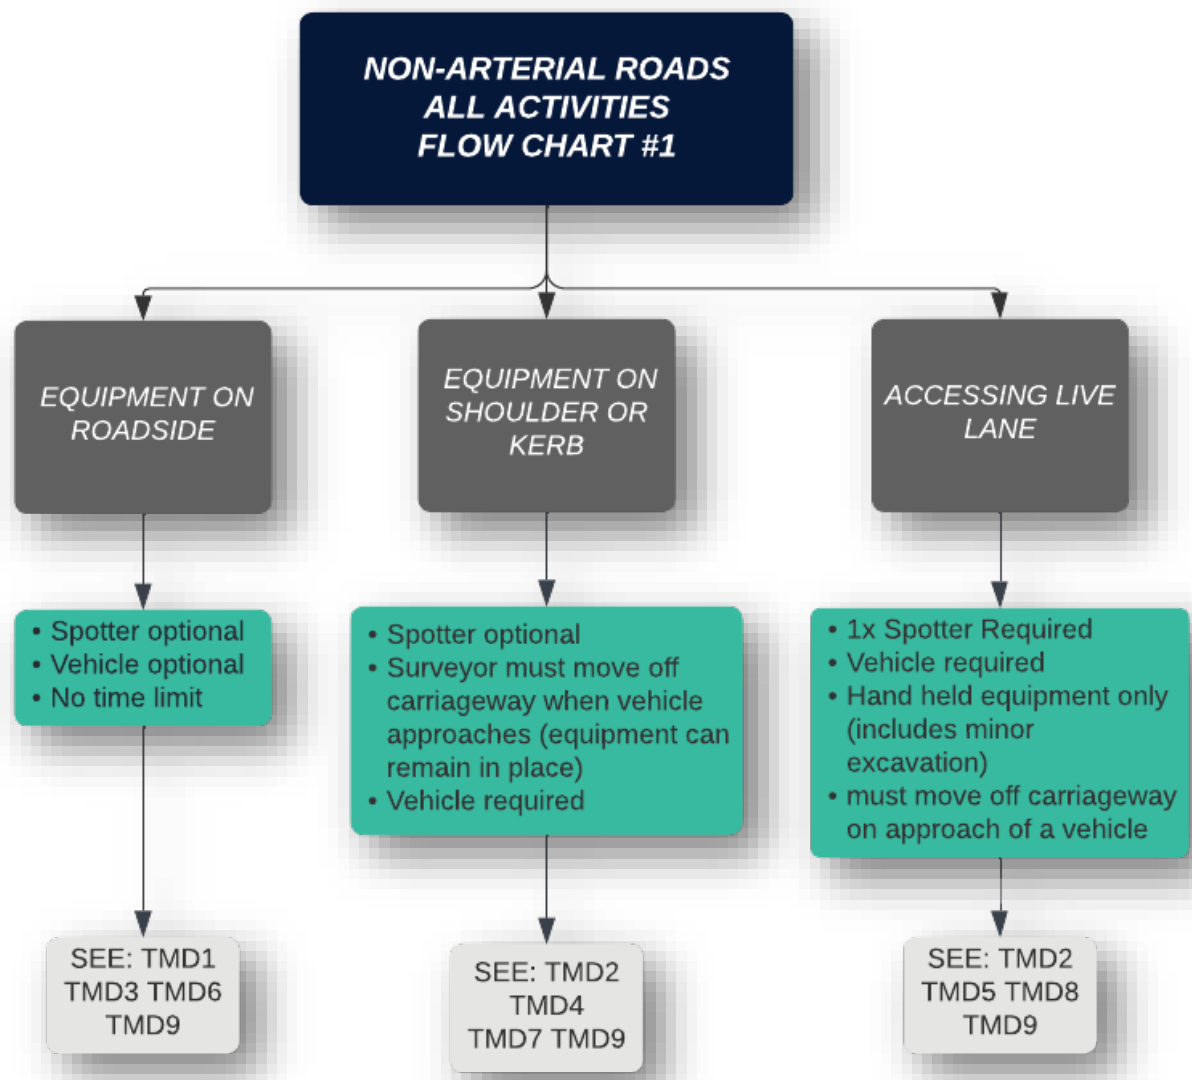 NON-ARTERIAL ROADS
ALL ACTIVITIES
FLOW CHART #1
EQUIPMENT ON
ROADSIDE
EQUIPMENT ON
SHOULDER OR
KERB
ACCESSING LIVE
LANE
• Spotter optional
• Vehicle optional
• No time limit
• Spotter optional
• Surveyor must move off
carriageway when vehicle
approaches (equipment can
remain in place)
• Vehicle required
• 1x Spotter Required
• Vehicle required
• Hand held equipment only
(includes minor
excavation)
• must move off carriageway
on approach of a vehicle
SEE: TMD1
TMD3 TMD6
TMD9
SEE: TMD2
TMD4
TMD7 TMD9
SEE: TMD2
TMD5 TMD8
TMD9